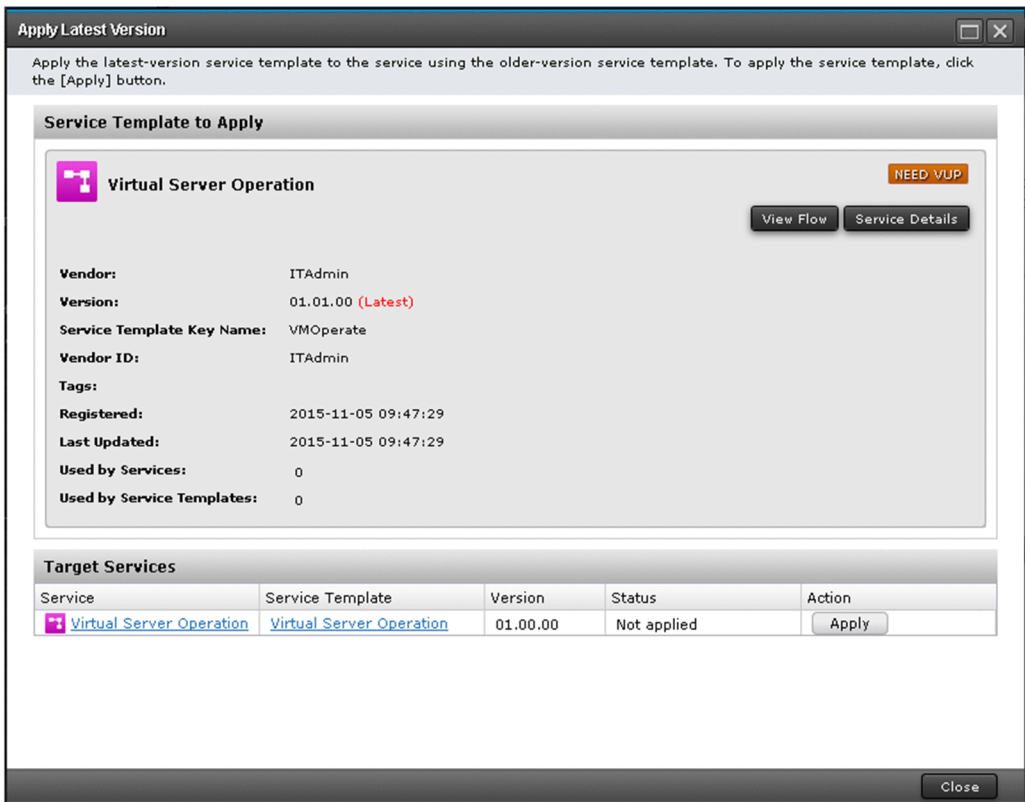 Apply Latest Version
Apply the latest-version service template to the service using the older-version service template. To apply the service template, click
the [Apply] button.
Service Template to Apply
Virtual Server Operation
NEED VUP
View Flow Service Details
Vendor: ITAdmin
Version: 01.01.00 (Latest)
Service Template Key Name: VMOperate
Vendor ID: ITAdmin
Tags:
Registered: 2015-11-05 09:47:29
Last Updated: 2015-11-05 09:47:29
Used by Services: 0
Used by Service Templates: 0
Target Services
Service Service Template Version Status Action
Virtual Server Operation Virtual Server Operation 01.00.00 Not applied Apply
Close